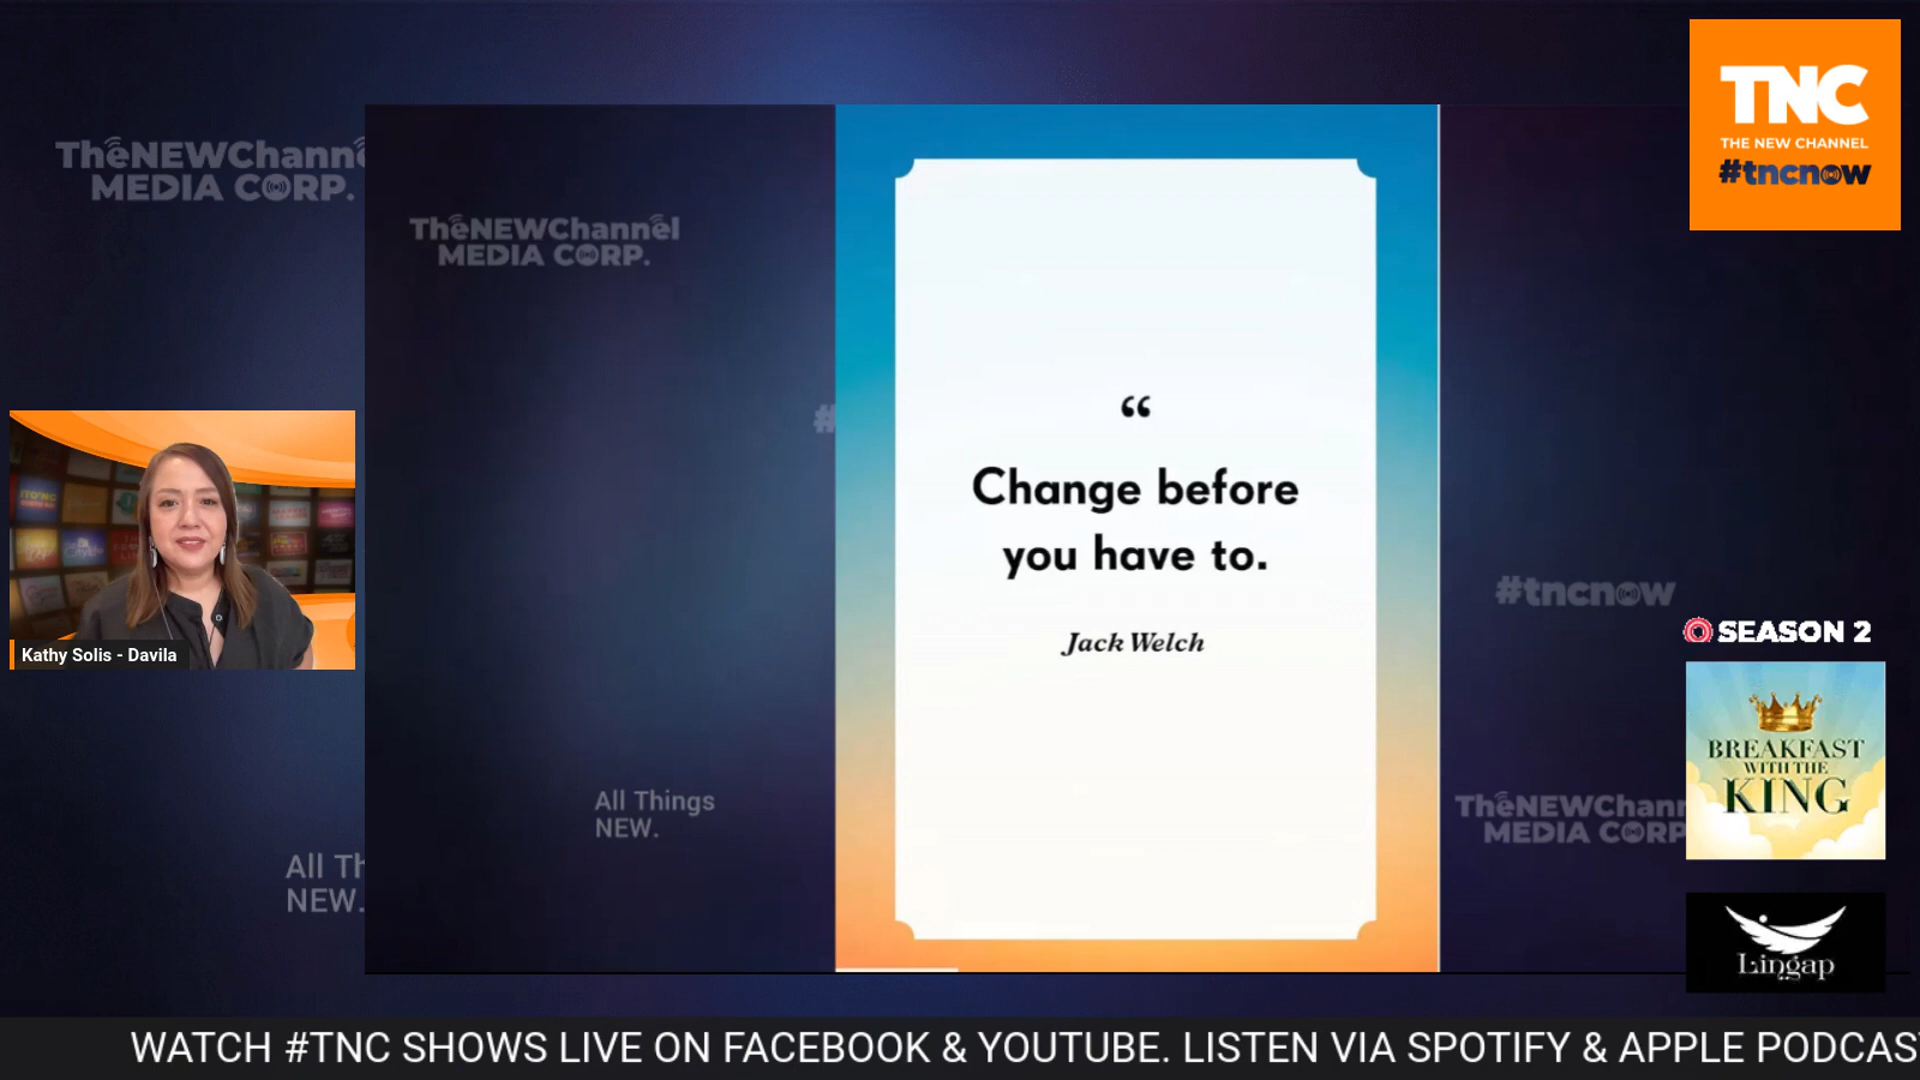 TheNEWChanne
MEDIA CORP.
TheNEWChannel
MEDIA CORP.
TNC
THE NEW CHANNEL
#tncnow
#
“
Change before
you have to.
Jack Welch
Kathy Solis - Davila
#tncnow
SEASON 2
BREAKFAST
WITH THE
KING
All Things
NEW.
TheNEWChann
MEDIA CORP
All Th
NEW.
Lingap
WATCH #TNC SHOWS LIVE ON FACEBOOK & YOUTUBE. LISTEN VIA SPOTIFY & APPLE PODCAS